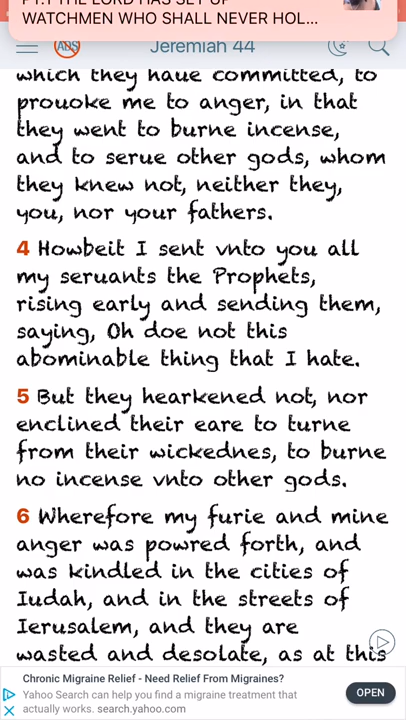 WATCHMEN WHO SHALL NEVER HOL...
Jeremiah 44
ADS
which they haue committed, to
prouoke me to anger, in that
they went to burne incense,
and to serue other gods, whom
they knew not, neither they,
you, nor your fathers.
4 Howbeit I sent vnto you all
my seruants the Prophets,
rising early and sending them,
saying, Oh doe not this
abominable thing that I hate.
5 But they hearkened not, nor
enclined their eare to turne
from their wickednes, to burne
no incense vnto other gods.
6 Wherefore my furie and mine
anger was powred forth, and
was kindled in the cities of
Iudah, and in the streets of
Ierusalem, and they are
wasted and desolate, as at this
Chronic Migraine Relief - Need Relief From Migraines?
Yahoo Search can help you find a migraine treatment that
actually works. search.yahoo.com
OPEN